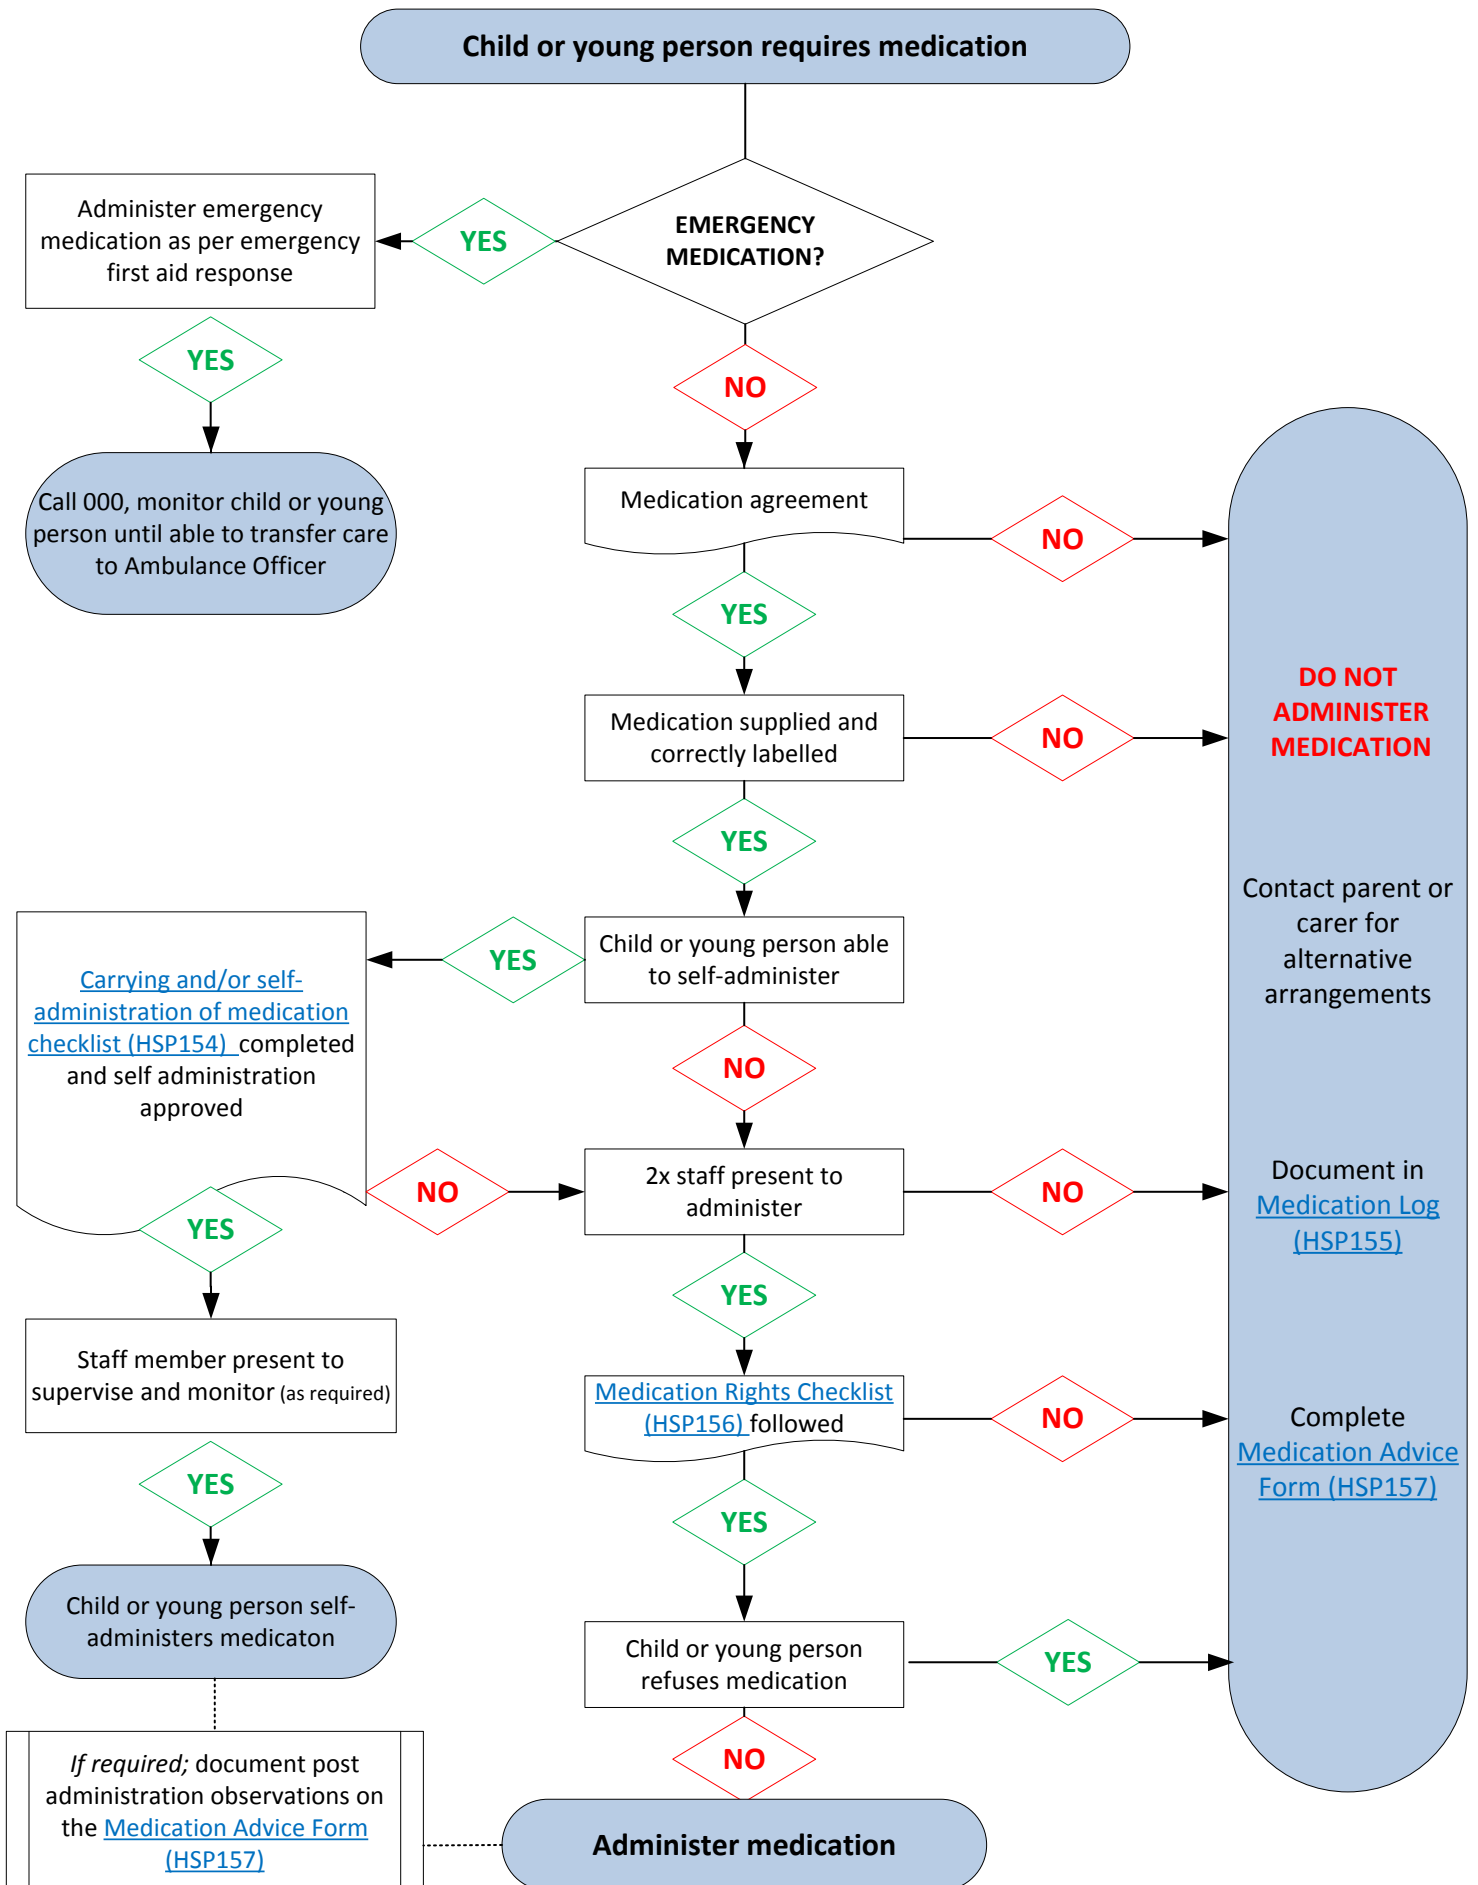 Child or young person requires medication
EMERGENCY
MEDICATION?
YES
Administer emergency
medication as per emergency
first aid response
YES
Call 000, monitor child or young
person until able to transfer care
to Ambulance Officer
NO
Medication agreement
NO
YES
Medication supplied and
correctly labelled
NO
YES
Child or young person able
to self-administer
YES
Carrying and/or self-
administration of medication
checklist (HSP154) completed
and self administration
approved
NO
NO
2x staff present to
administer
NO
YES
Staff member present to
supervise and monitor (as required)
YES
Child or young person self-
administers medicaton
YES
Medication Rights Checklist
(HSP156) followed
NO
YES
Child or young person
refuses medication
YES
NO
Administer medication
If required; document post
administration observations on
the Medication Advice Form
(HSP157)
DO NOT
ADMINISTER
MEDICATION
Contact parent or
carer for
alternative
arrangements
Document in
Medication Log
(HSP155)
Complete
Medication Advice
Form (HSP157)